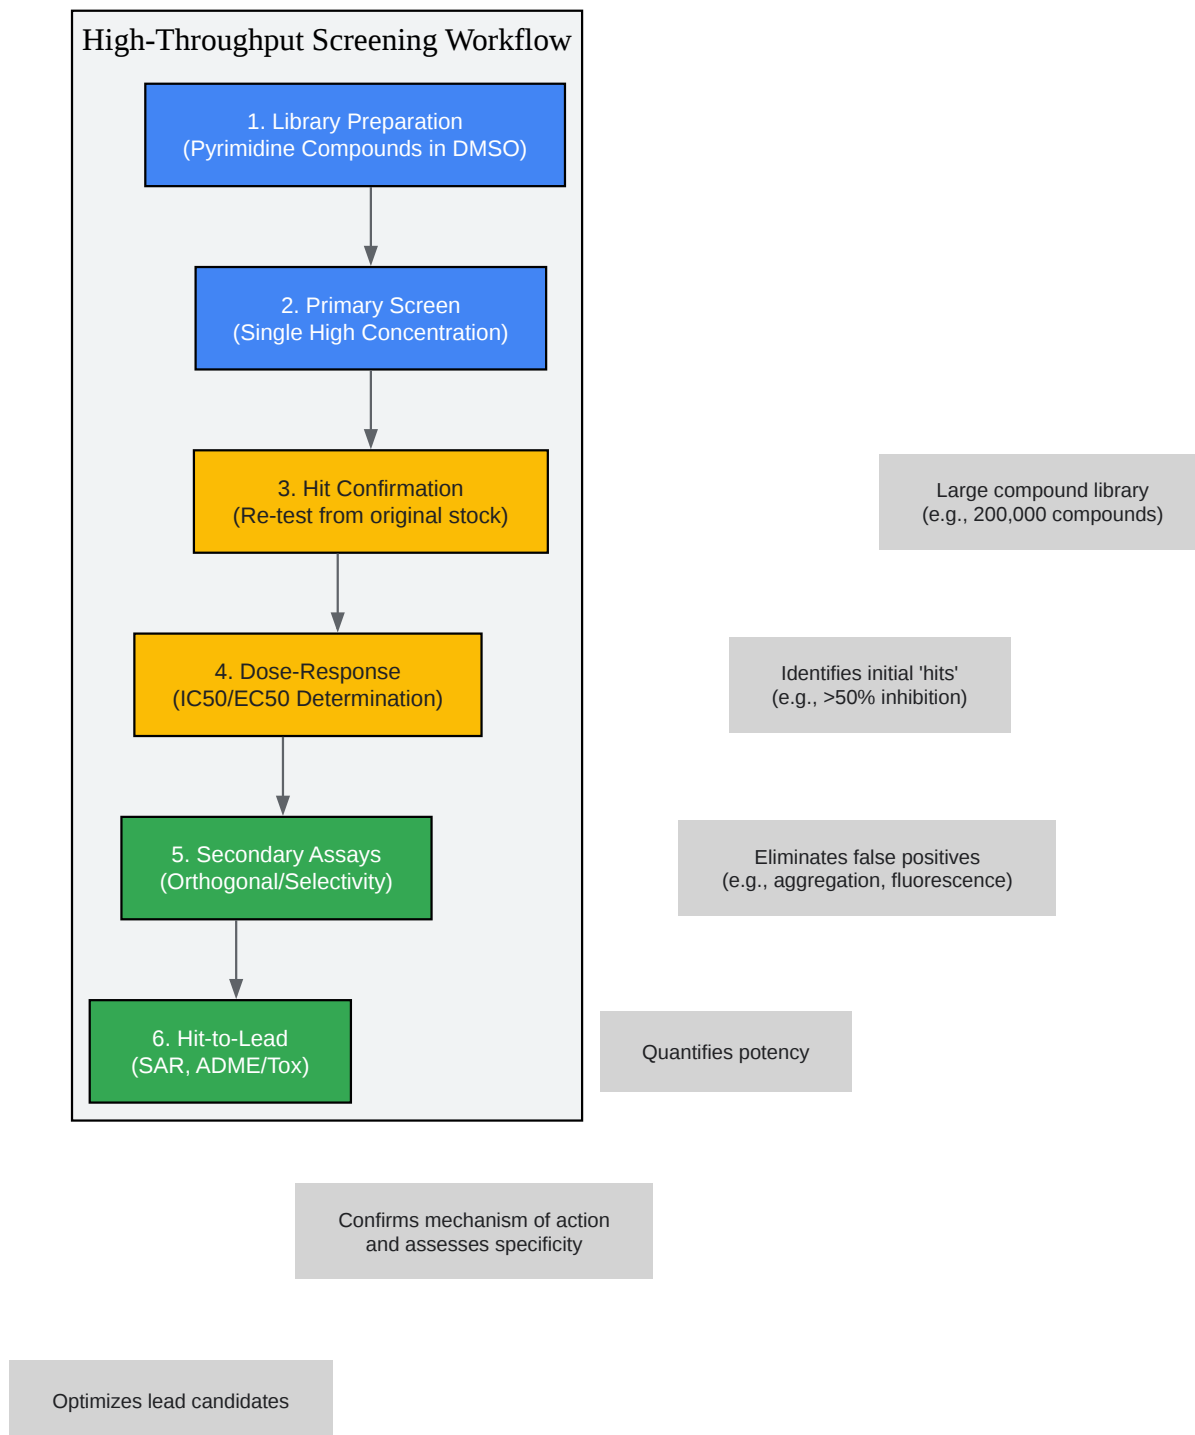 High-Throughput Screening Workflow
1. Library Preparation
(Pyrimidine Compounds in DMSO)
2. Primary Screen
(Single High Concentration)
3. Hit Confirmation
(Re-test from original stock)
Large compound library
(e.g., 200,000 compounds)
4. Dose-Response
(IC50/EC50 Determination)
Identifies initial 'hits'
(e.g., >50% inhibition)
5. Secondary Assays
(Orthogonal/Selectivity)
Eliminates false positives
(e.g., aggregation, fluorescence)
6. Hit-to-Lead
(SAR, ADME/Tox)
Quantifies potency
Confirms mechanism of action
and assesses specificity
Optimizes lead candidates